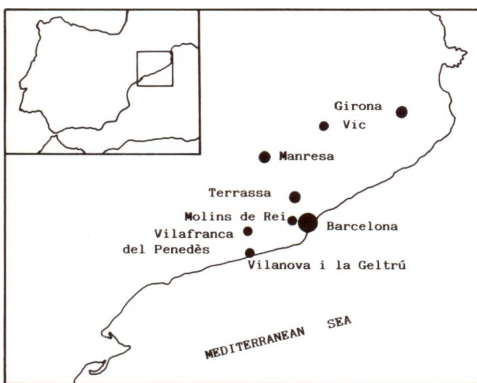 Girona
Vic
Manresa
Terrassa
Molins de Rei
Barcelona
Vilafranca
del Penedès
Vilanova i la Geltrú
MEDITERRANEAN SEA